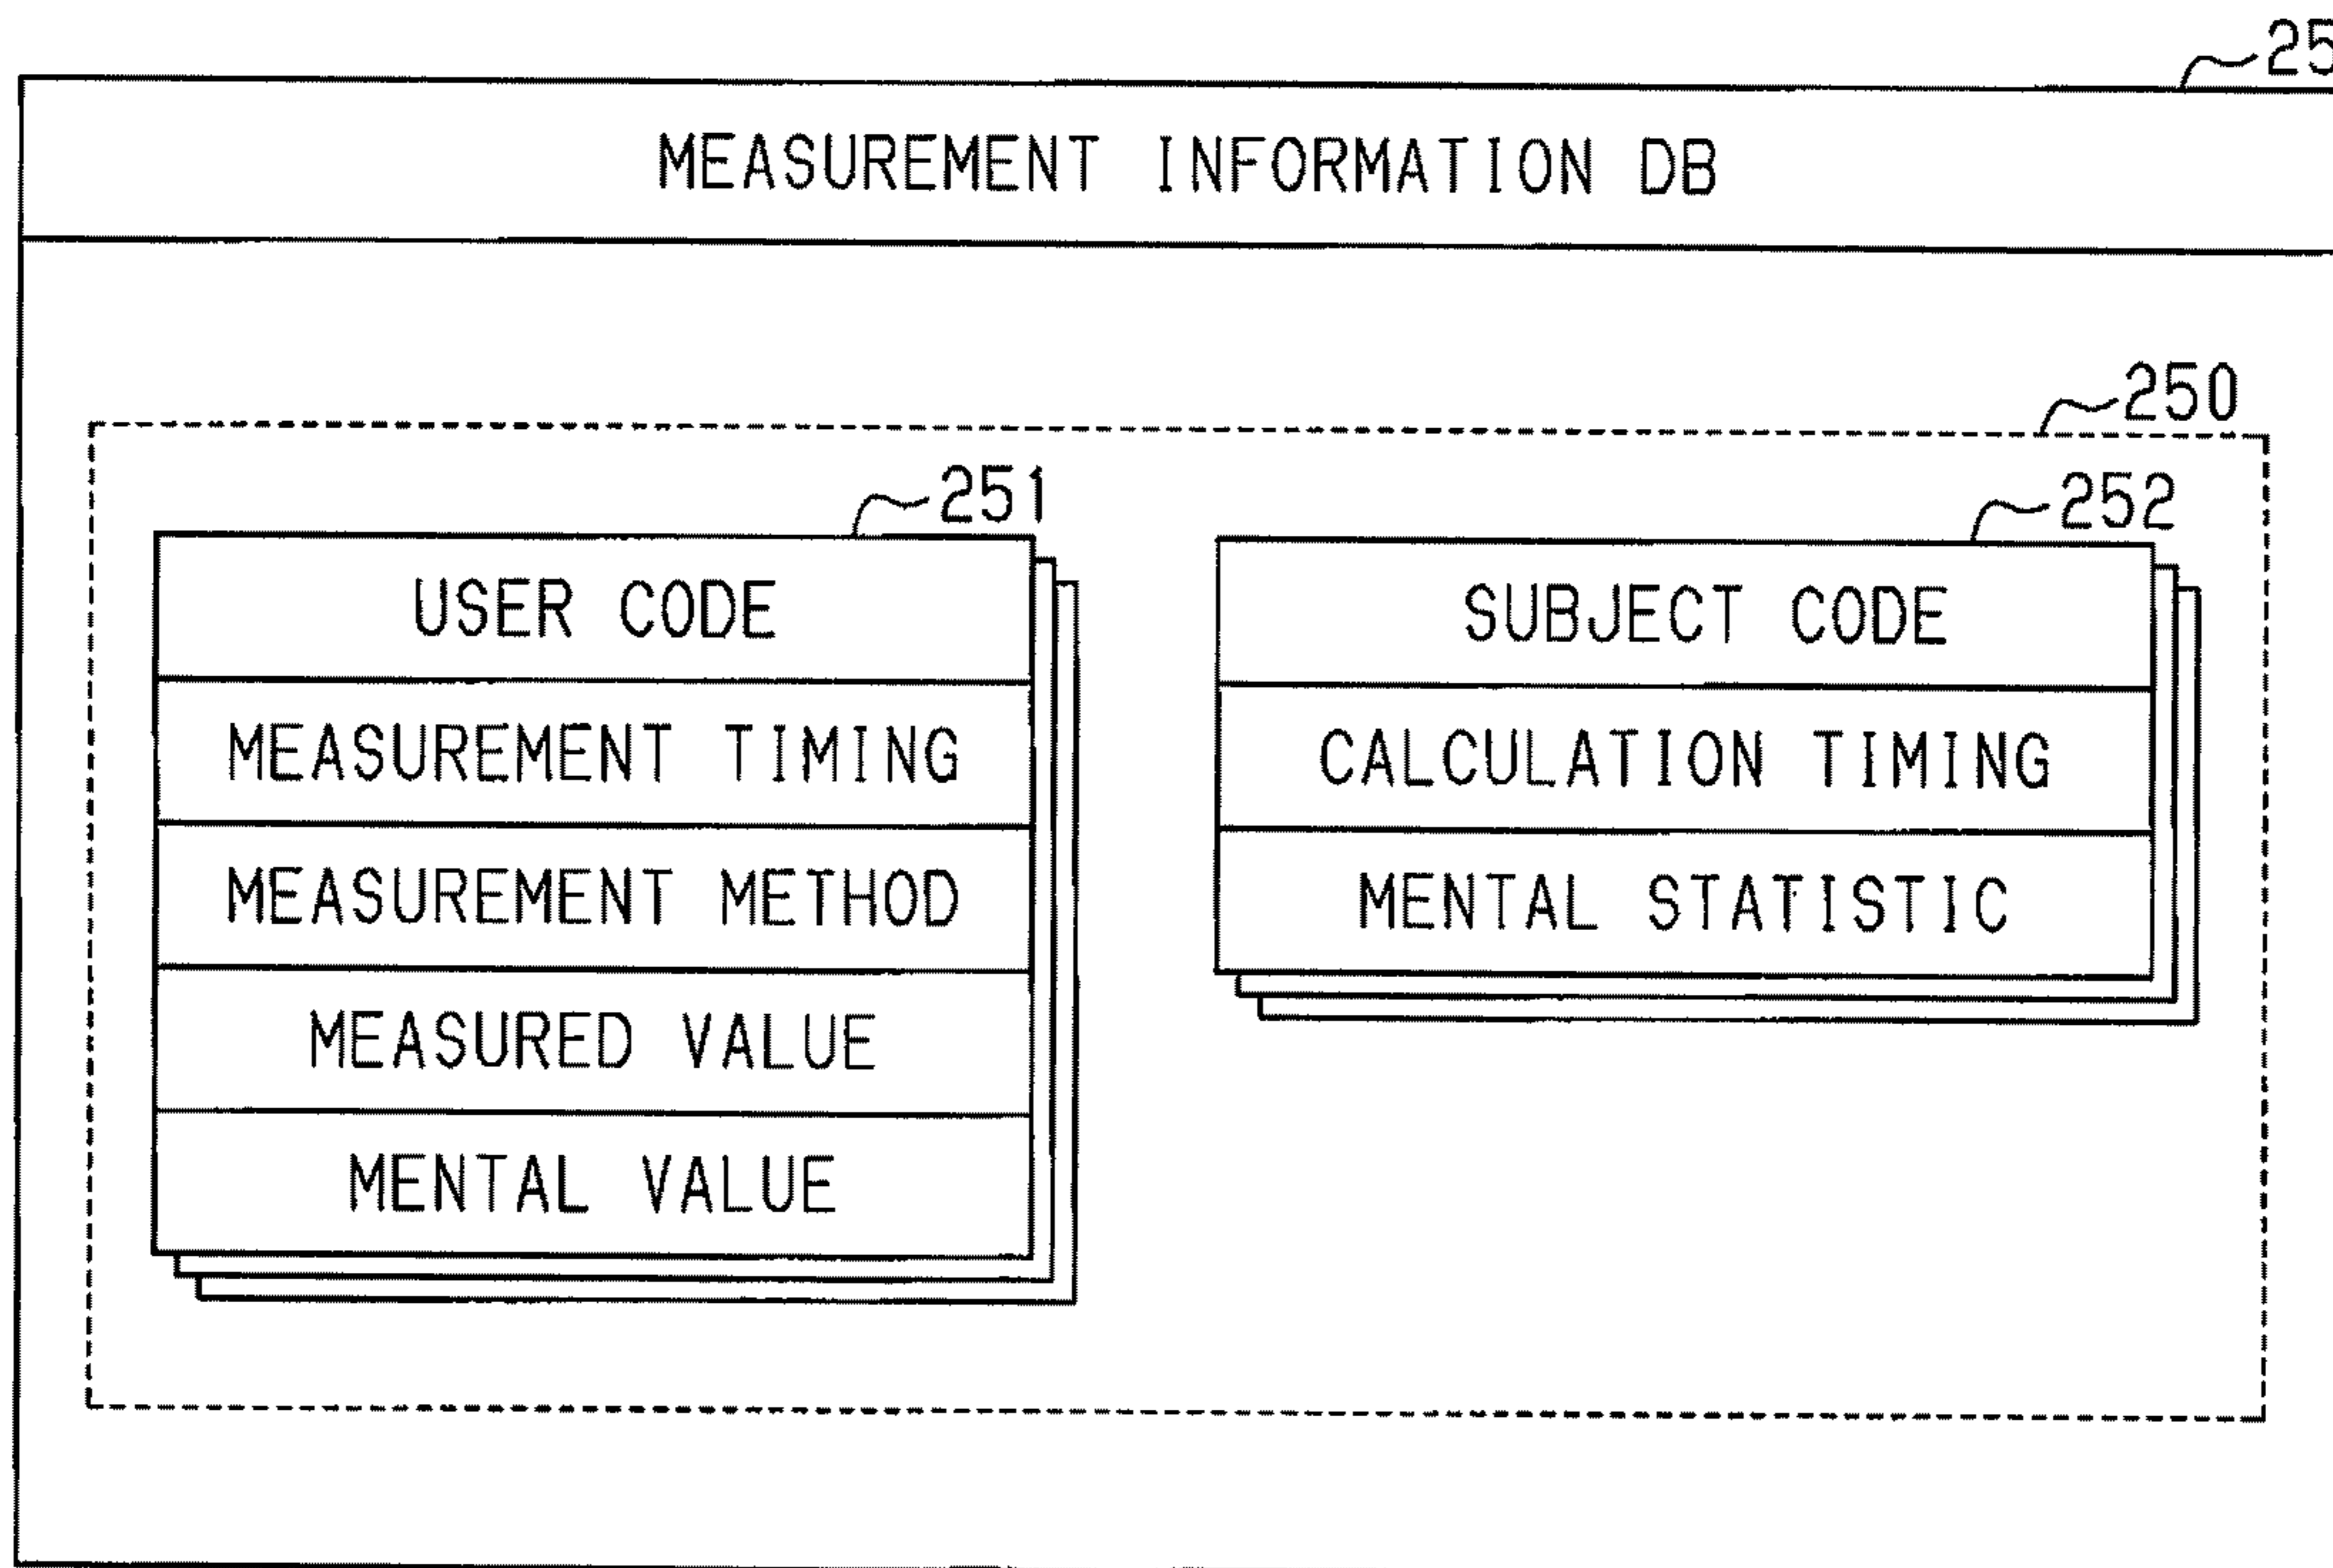 25
MEASUREMENT INFORMATION DB
250
251
252
USER CODE
MEASUREMENT TIMING
MEASUREMENT METHOD
MEASURED VALUE
MENTAL VALUE
SUBJECT CODE
CALCULATION TIMING
MENTAL STATISTIC